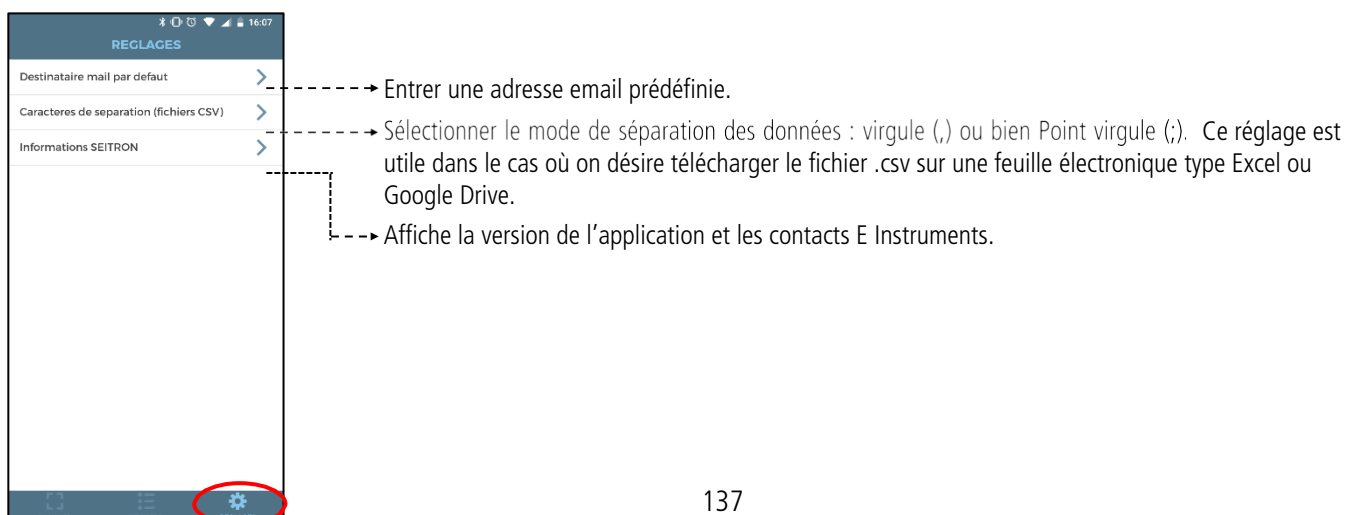 16:07
REGLAGES
Destinataire mail par defaut
Caracteres de separation (fichiers CSV)
Informations SEITRON
Entrer une adresse email prédéfinie.
Sélectionner le mode de séparation des données : virgule (,) ou bien Point virgule (;). Ce réglage est
utile dans le cas où on désire télécharger le fichier .csv sur une feuille électronique type Excel ou
Google Drive.
Affiche la version de l’application et les contacts E Instruments.
137